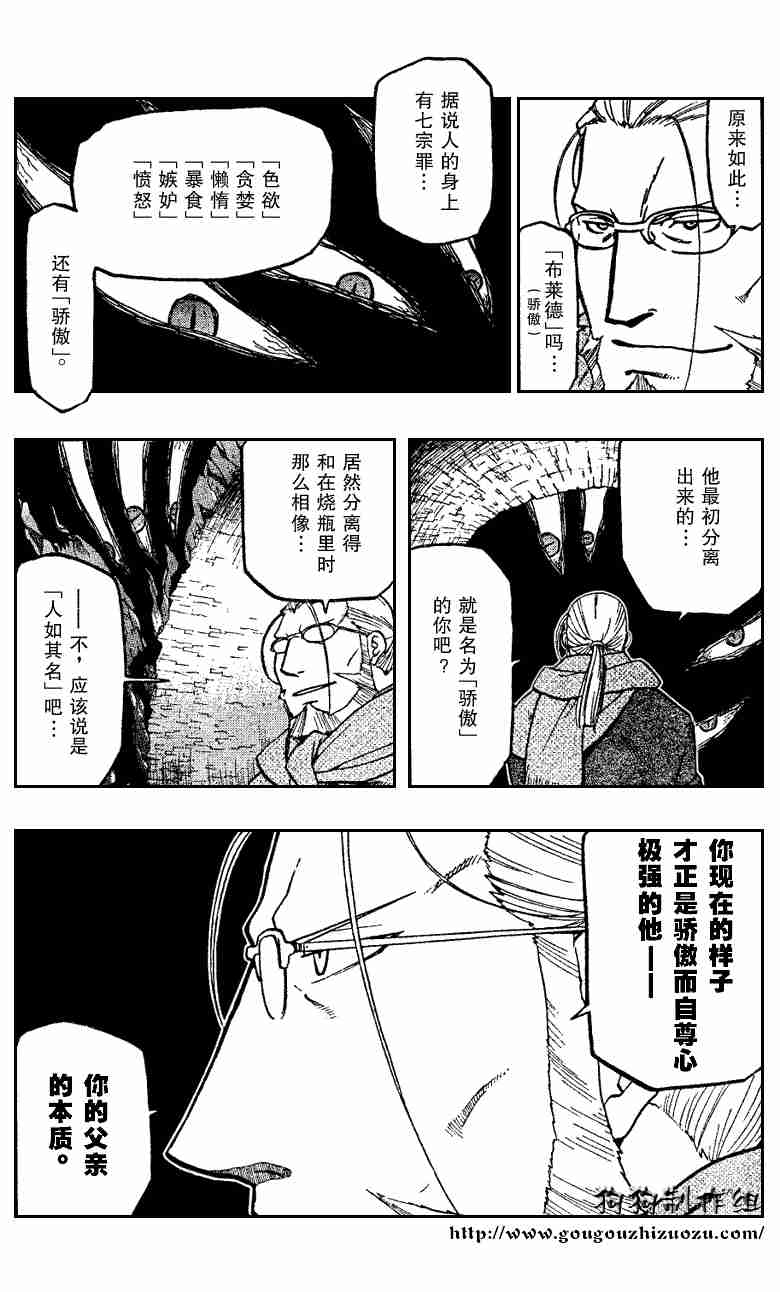 原来如此…
「布莱德」吗…
（骄傲）
据说人的身上
有七宗罪…
「色欲」
「贪婪」
「懒惰」
「暴食」
「嫉妒」
「愤怒」
还有「骄傲」。
他最初分离
出来的…
就是名为「骄傲」
的你吧？
居然分离得
和在烧瓶里时
那么相像…
——不，应该说是
「人如其名」吧…
你现在的样子
才正是骄傲而自尊心
极强的他——
你的父亲
的本质。
狗狗制作组
http://www.gougouzhizuozu.com/